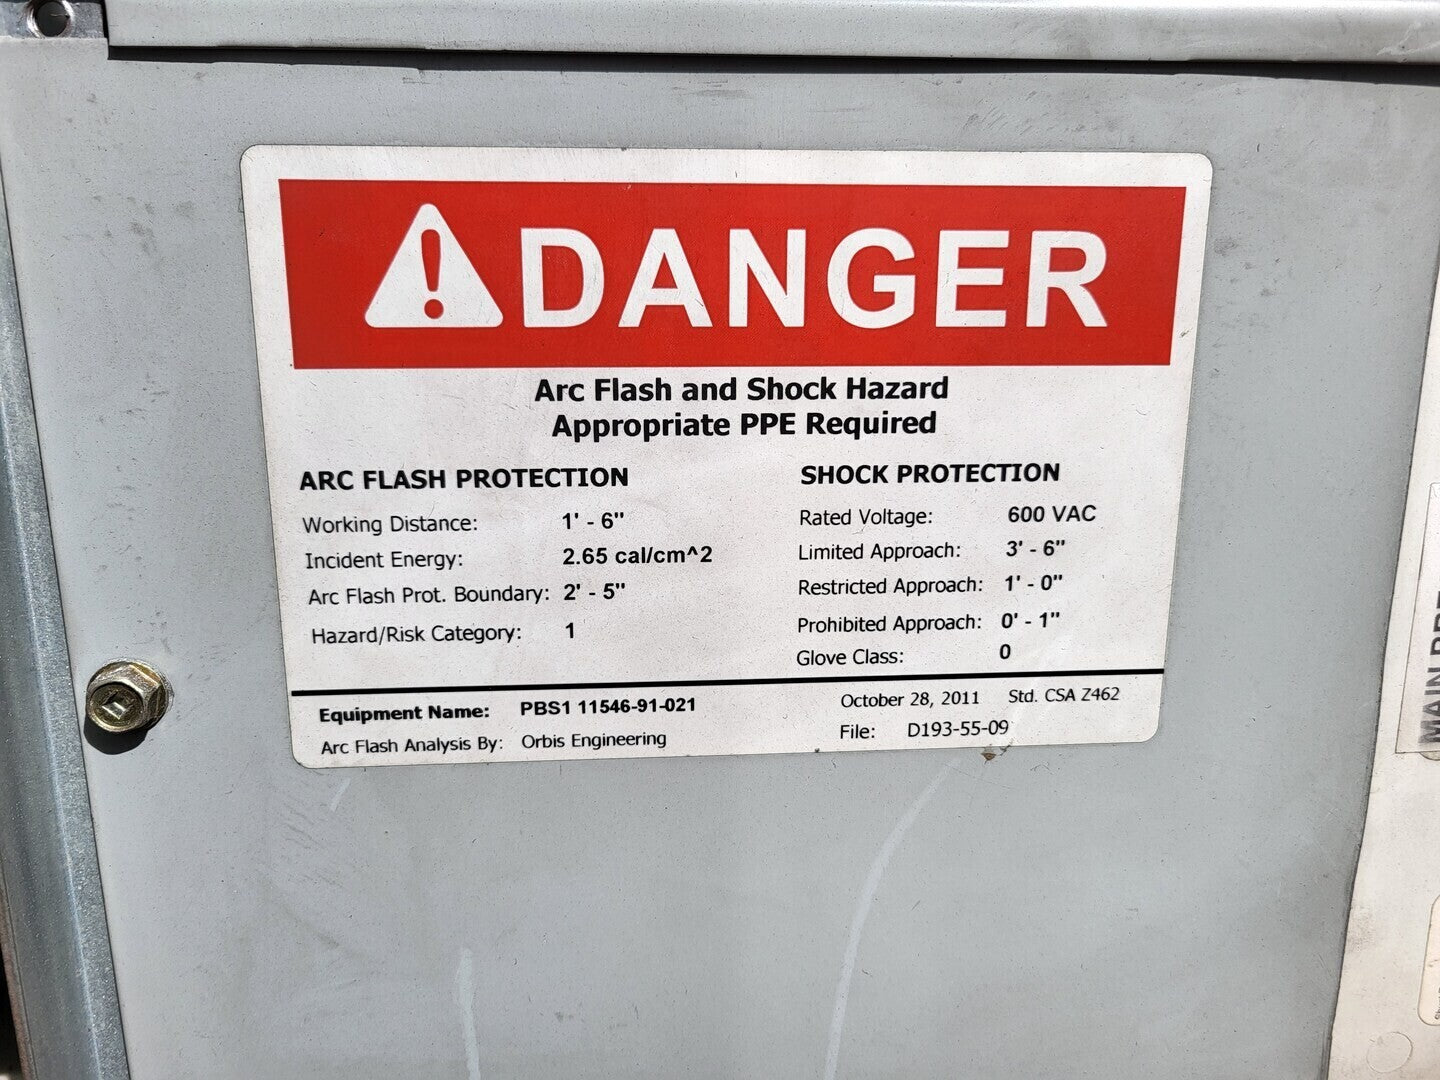 DANGER
Arc Flash and Shock Hazard
Appropriate PPE Required
ARC FLASH PROTECTION
Working Distance: 1' - 6"
Incident Energy: 2.65 cal/cm^2
Arc Flash Prot. Boundary: 2' - 5"
Hazard/Risk Category: 1
SHOCK PROTECTION
Rated Voltage: 600 VAC
Limited Approach: 3' - 6"
Restricted Approach: 1' - 0"
Prohibited Approach: 0' - 1"
Glove Class: 0
Equipment Name: PBS1 11546-91-021
Arc Flash Analysis By: Orbis Engineering
October 28, 2011 Std. CSA Z462
File: D193-55-09
MAIN